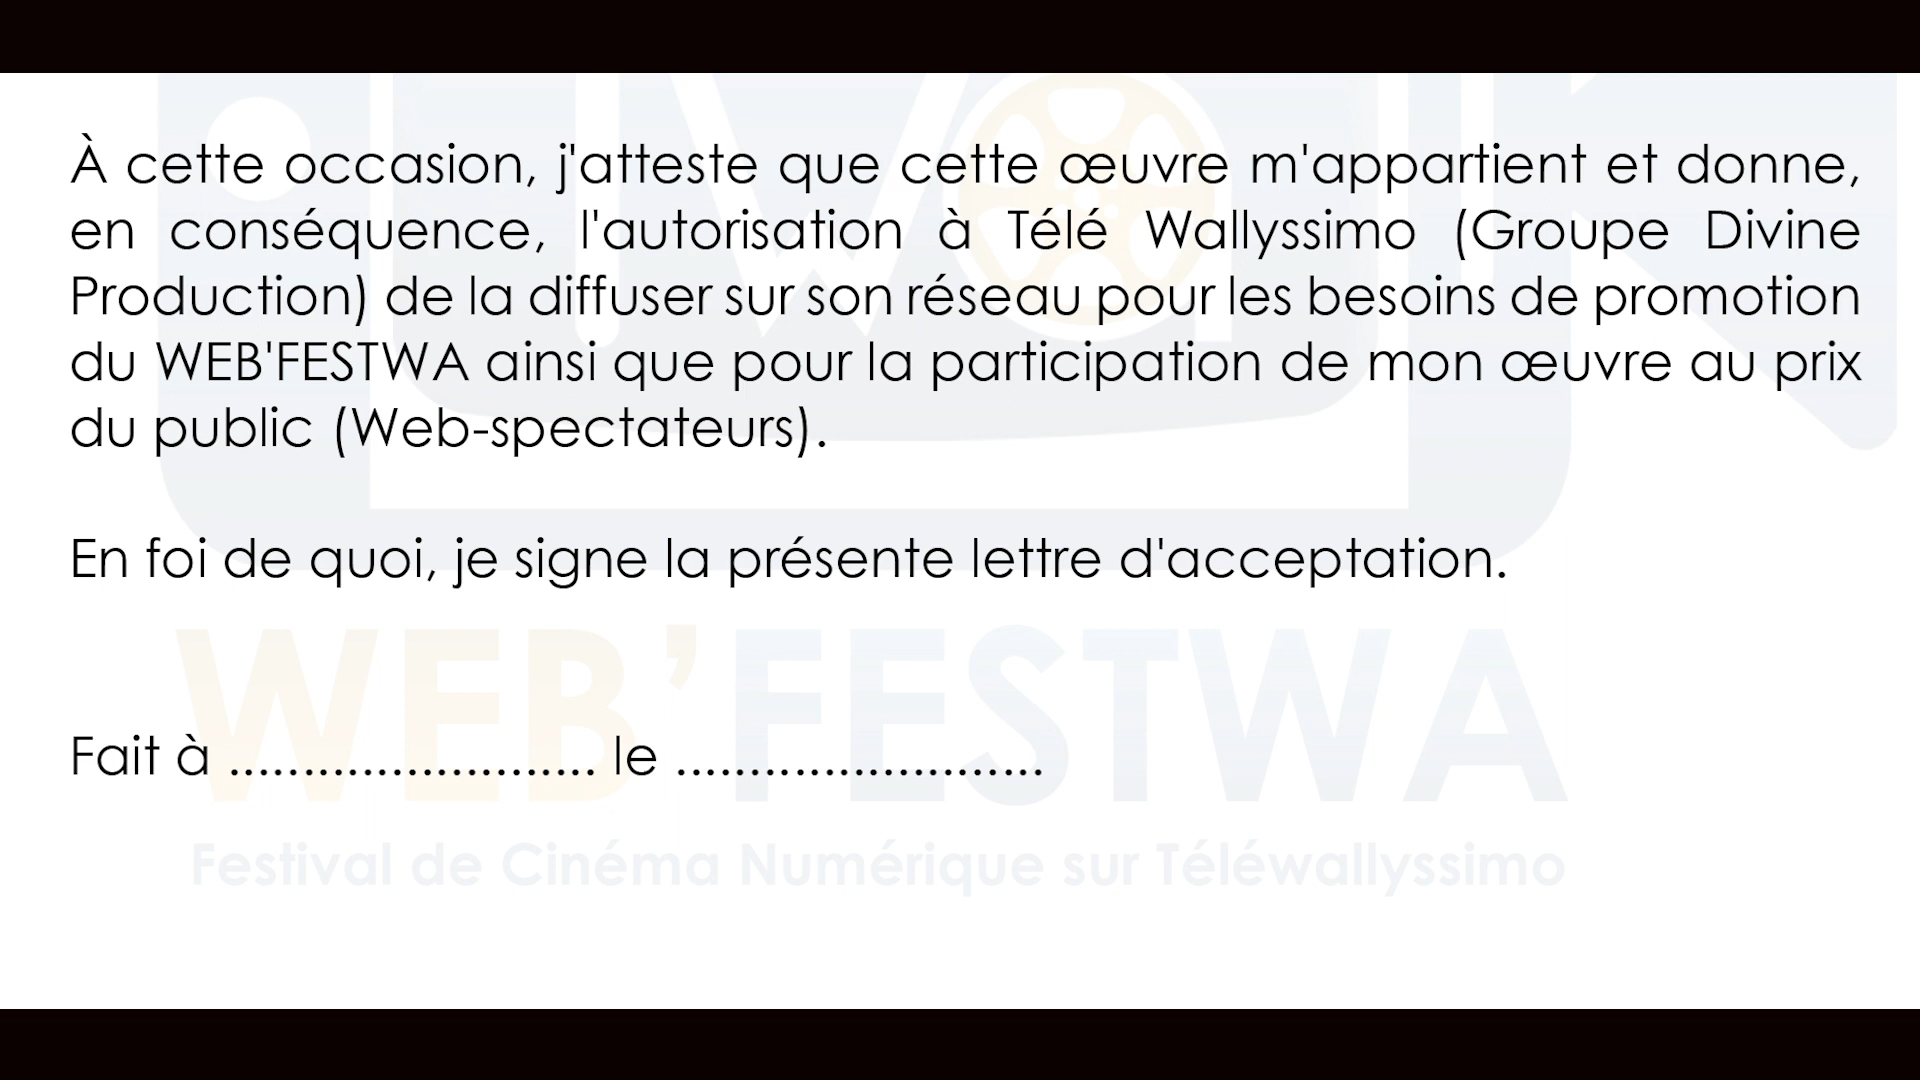 À cette occasion, j'atteste que cette œuvre m'appartient et donne,
en conséquence, l'autorisation à Télé Wallyssimo (Groupe Divine
Production) de la diffuser sur son réseau pour les besoins de promotion
du WEB'FESTWA ainsi que pour la participation de mon œuvre au prix
du public (Web-spectateurs).
En foi de quoi, je signe la présente lettre d'acceptation.
WEB’FESTWA
Fait à ......................... le .........................
Festival de Cinéma Numérique sur Téléwallyssimo